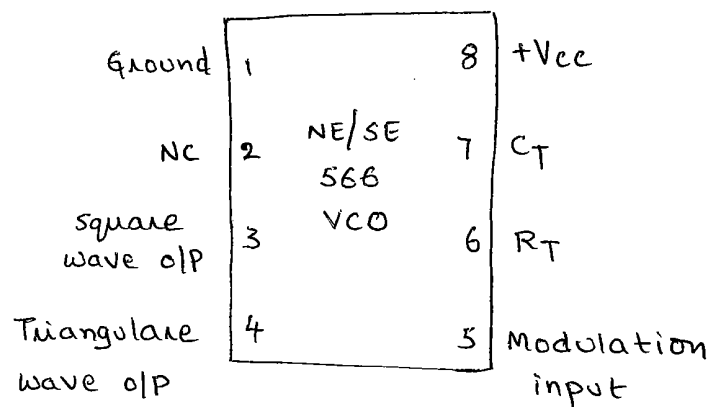 Ground 1 8 +Vcc
NC 2 NE/SE 7 CT
566
square 3 VCO 6 RT
wave o/p
Triangulare 4 5 Modulation
wave o/p input